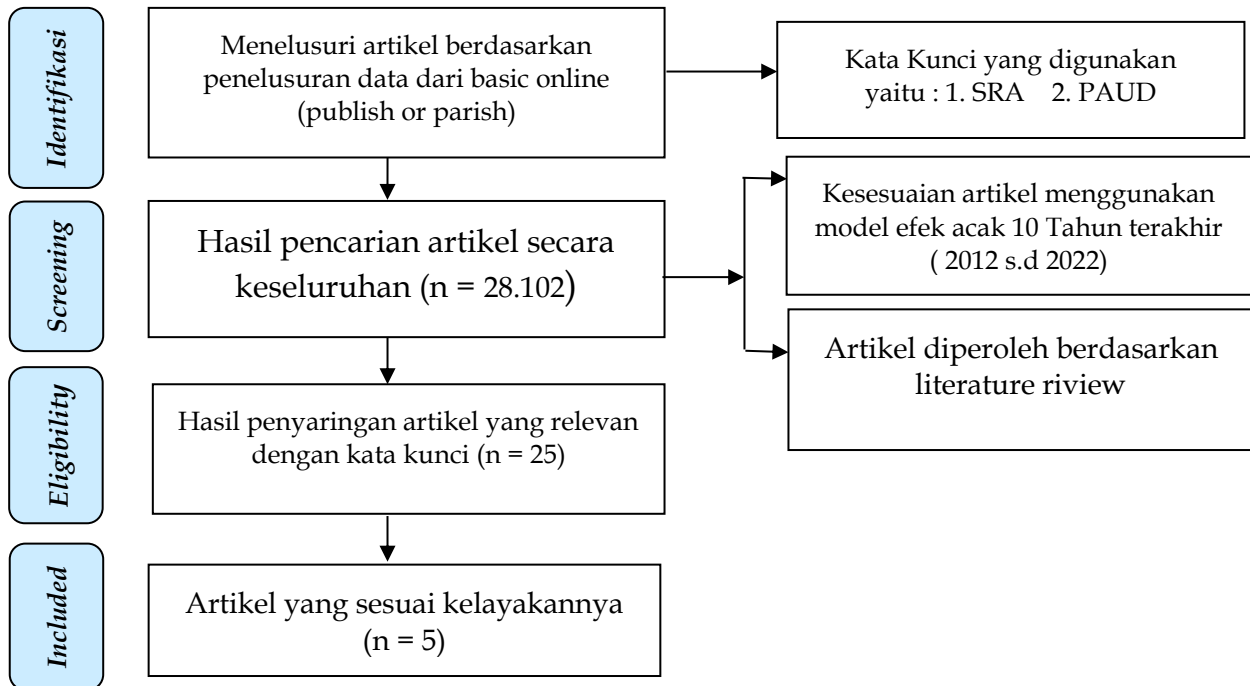 Identifikasi
Menelusuri artikel berdasarkan
penelusuran data dari basic online
(publish or parish)
Kata Kunci yang digunakan
yaitu : 1. SRA 2. PAUD
Screening
Hasil pencarian artikel secara
keseluruhan (n = 28.102)
Kesesuaian artikel menggunakan
model efek acak 10 Tahun terakhir
( 2012 s.d 2022)
Artikel diperoleh berdasarkan
literature riview
Eligibility
Hasil penyaringan artikel yang relevan
dengan kata kunci (n = 25)
Included
Artikel yang sesuai kelayakannya
(n = 5)